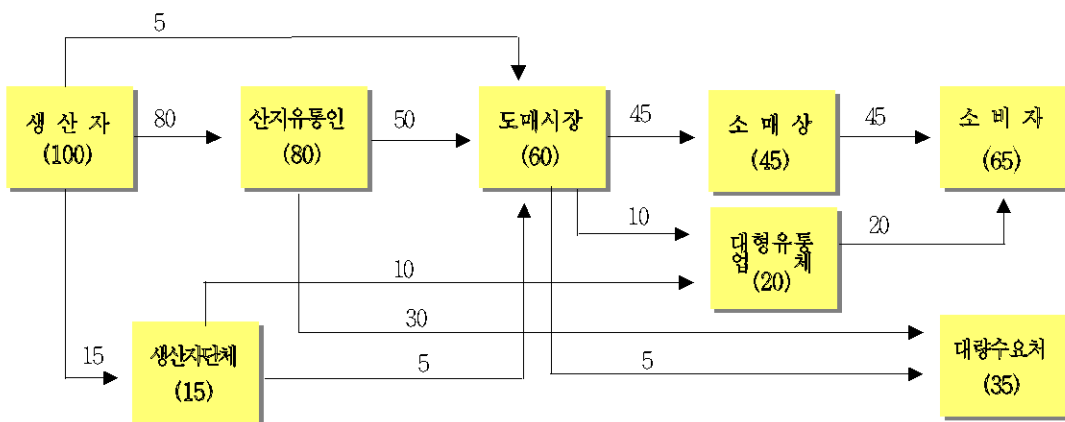 5
생 산 자
(100)
80
산지유통인
(80)
50
도매시장
(60)
45
소 매 상
(45)
45
소 비 자
(65)
10
대형유통
업 체
(20)
20
10
30
15
생산자단체
(15)
5
5
대량수요처
(35)